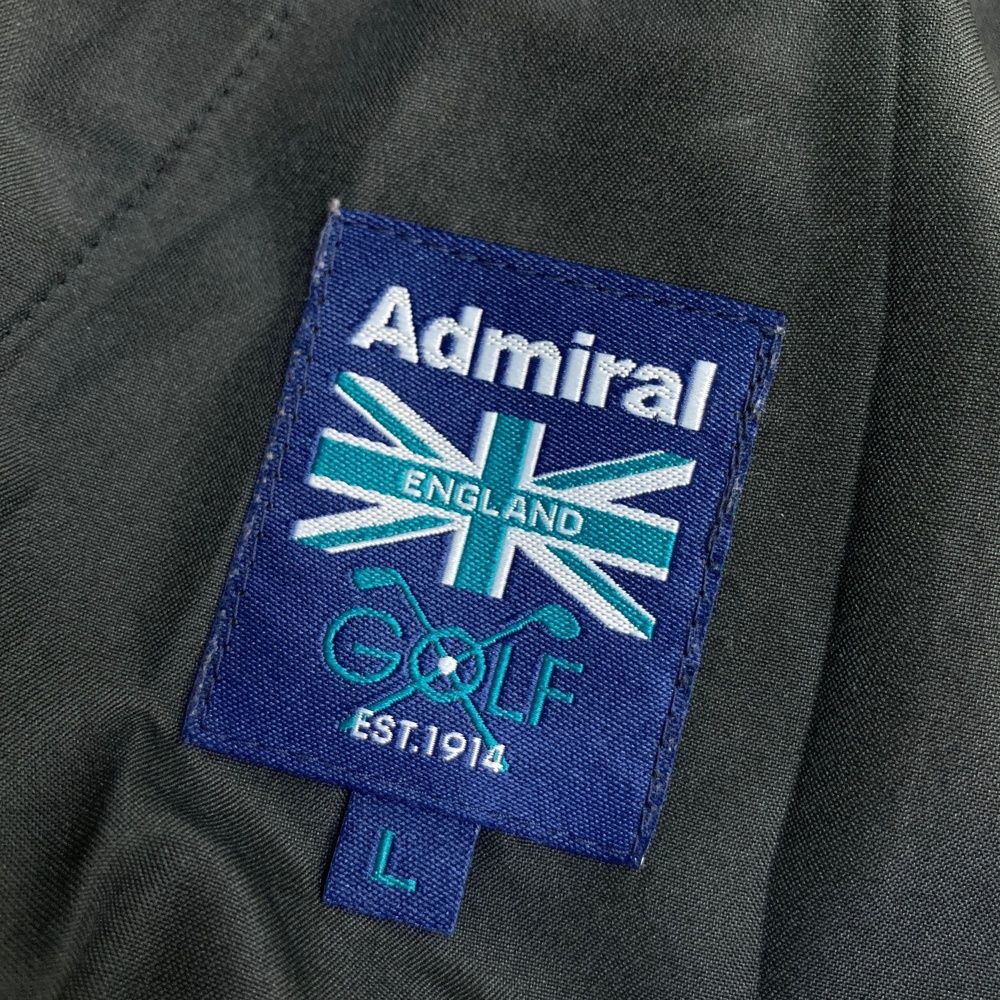 Admiral
ENGLAND
GOLF
EST.1914
L